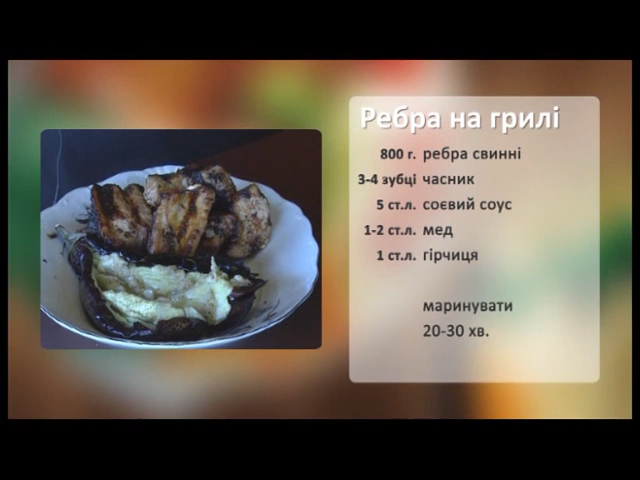 Ребра на грилі
800 г. ребра свинні
3-4 зубці часник
5 ст.л. соєвий соус
1-2 ст.л. мед
1 ст.л. гірчиця
маринувати
20-30 хв.